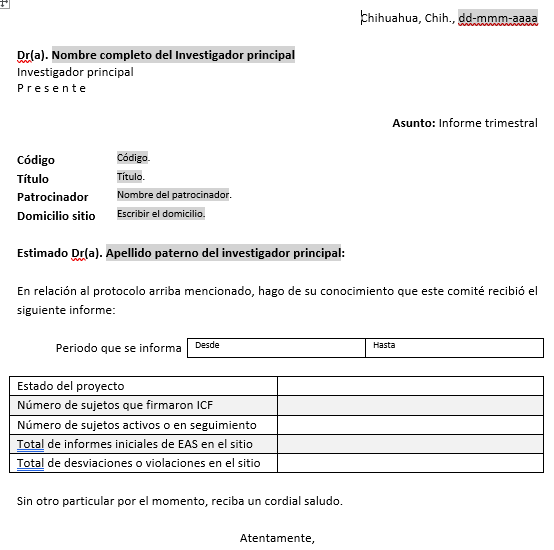 Chihuahua, Chih., dd-mmm-aaaa
Dr(a). Nombre completo del Investigador principal
Investigador principal
P r e s e n t e
Asunto: Informe trimestral
Código Código.
Título Título.
Patrocinador Nombre del patrocinador.
Domicilio sitio Escribir el domicilio.
Estimado Dr(a). Apellido paterno del investigador principal:
En relación al protocolo arriba mencionado, hago de su conocimiento que este comité recibió el
siguiente informe:
Periodo que se informa Desde Hasta
Estado del proyecto
Número de sujetos que firmaron ICF
Número de sujetos activos o en seguimiento
Total de informes iniciales de EAS en el sitio
Total de desviaciones o violaciones en el sitio
Sin otro particular por el momento, reciba un cordial saludo.
Atentamente,